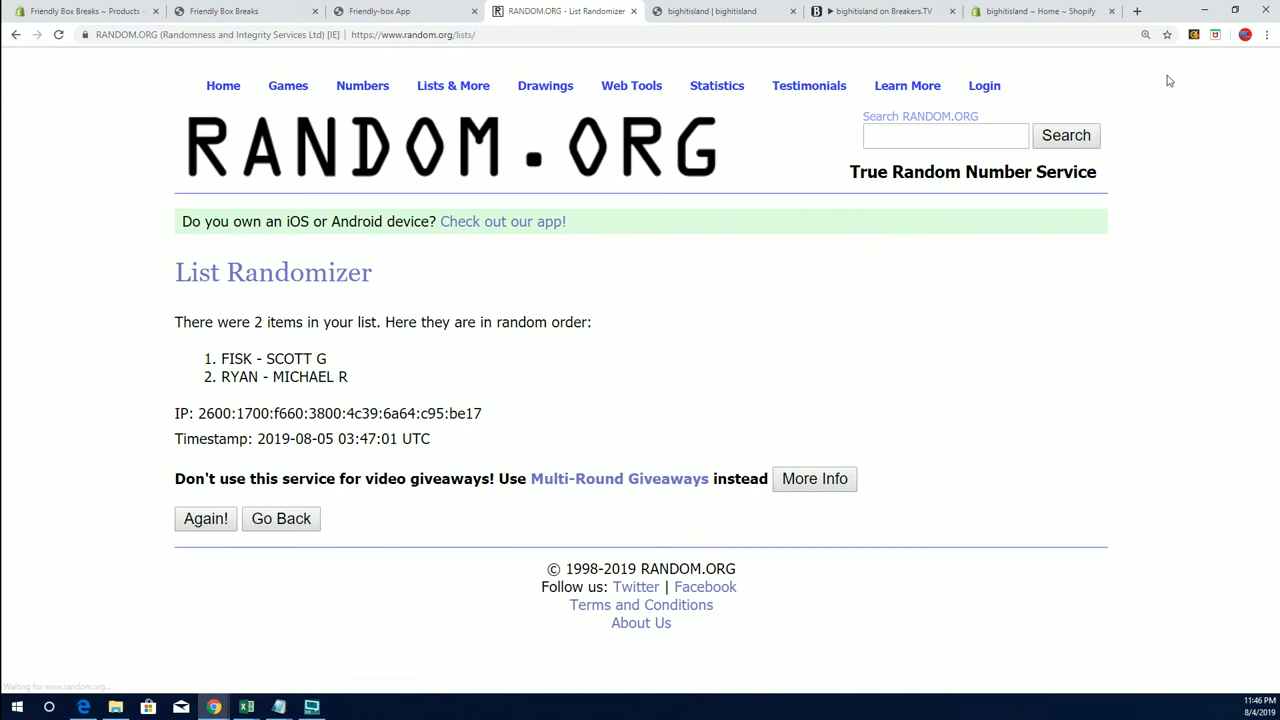 Friendly Box Breaks ~ Products ~
Friendly Box Breaks
Friendly-box App
RANDOM.ORG - List Randomizer
bighitisland | bighitisland
bighitisland on Breakers.TV
bighitisland ~ Home ~ Shopify
RANDOM.ORG (Randomness and Integrity Services Ltd) [IE] | https://www.random.org/lists/
Home Games Numbers Lists & More Drawings Web Tools Statistics Testimonials Learn More Login
RANDOM.ORG
Search RANDOM.ORG
Search
True Random Number Service
Do you own an iOS or Android device? Check out our app!
List Randomizer
There were 2 items in your list. Here they are in random order:
1. FISK - SCOTT G
2. RYAN - MICHAEL R
IP: 2600:1700:f660:3800:4c39:6a64:c95:be17
Timestamp: 2019-08-05 03:47:01 UTC
Don't use this service for video giveaways! Use Multi-Round Giveaways instead More Info
Again! Go Back
© 1998-2019 RANDOM.ORG
Follow us: Twitter | Facebook
Terms and Conditions
About Us
Waiting for www.random.org...
11:46 PM
8/4/2019